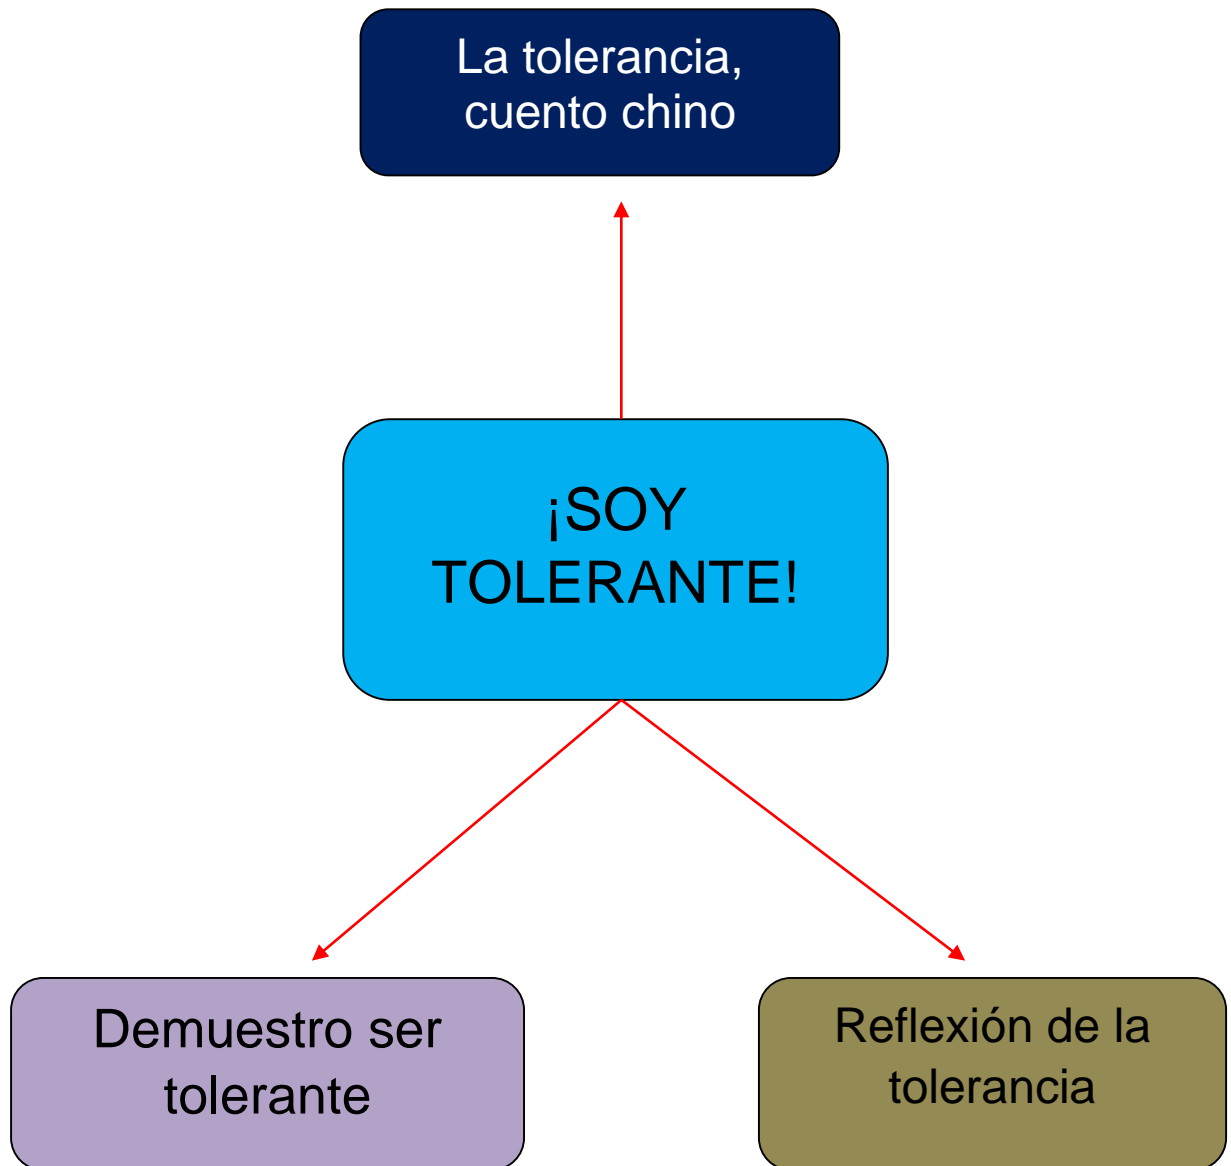 La tolerancia,
cuento chino
¡SOY
TOLERANTE!
Demuestro ser
tolerante
Reflexión de la
tolerancia